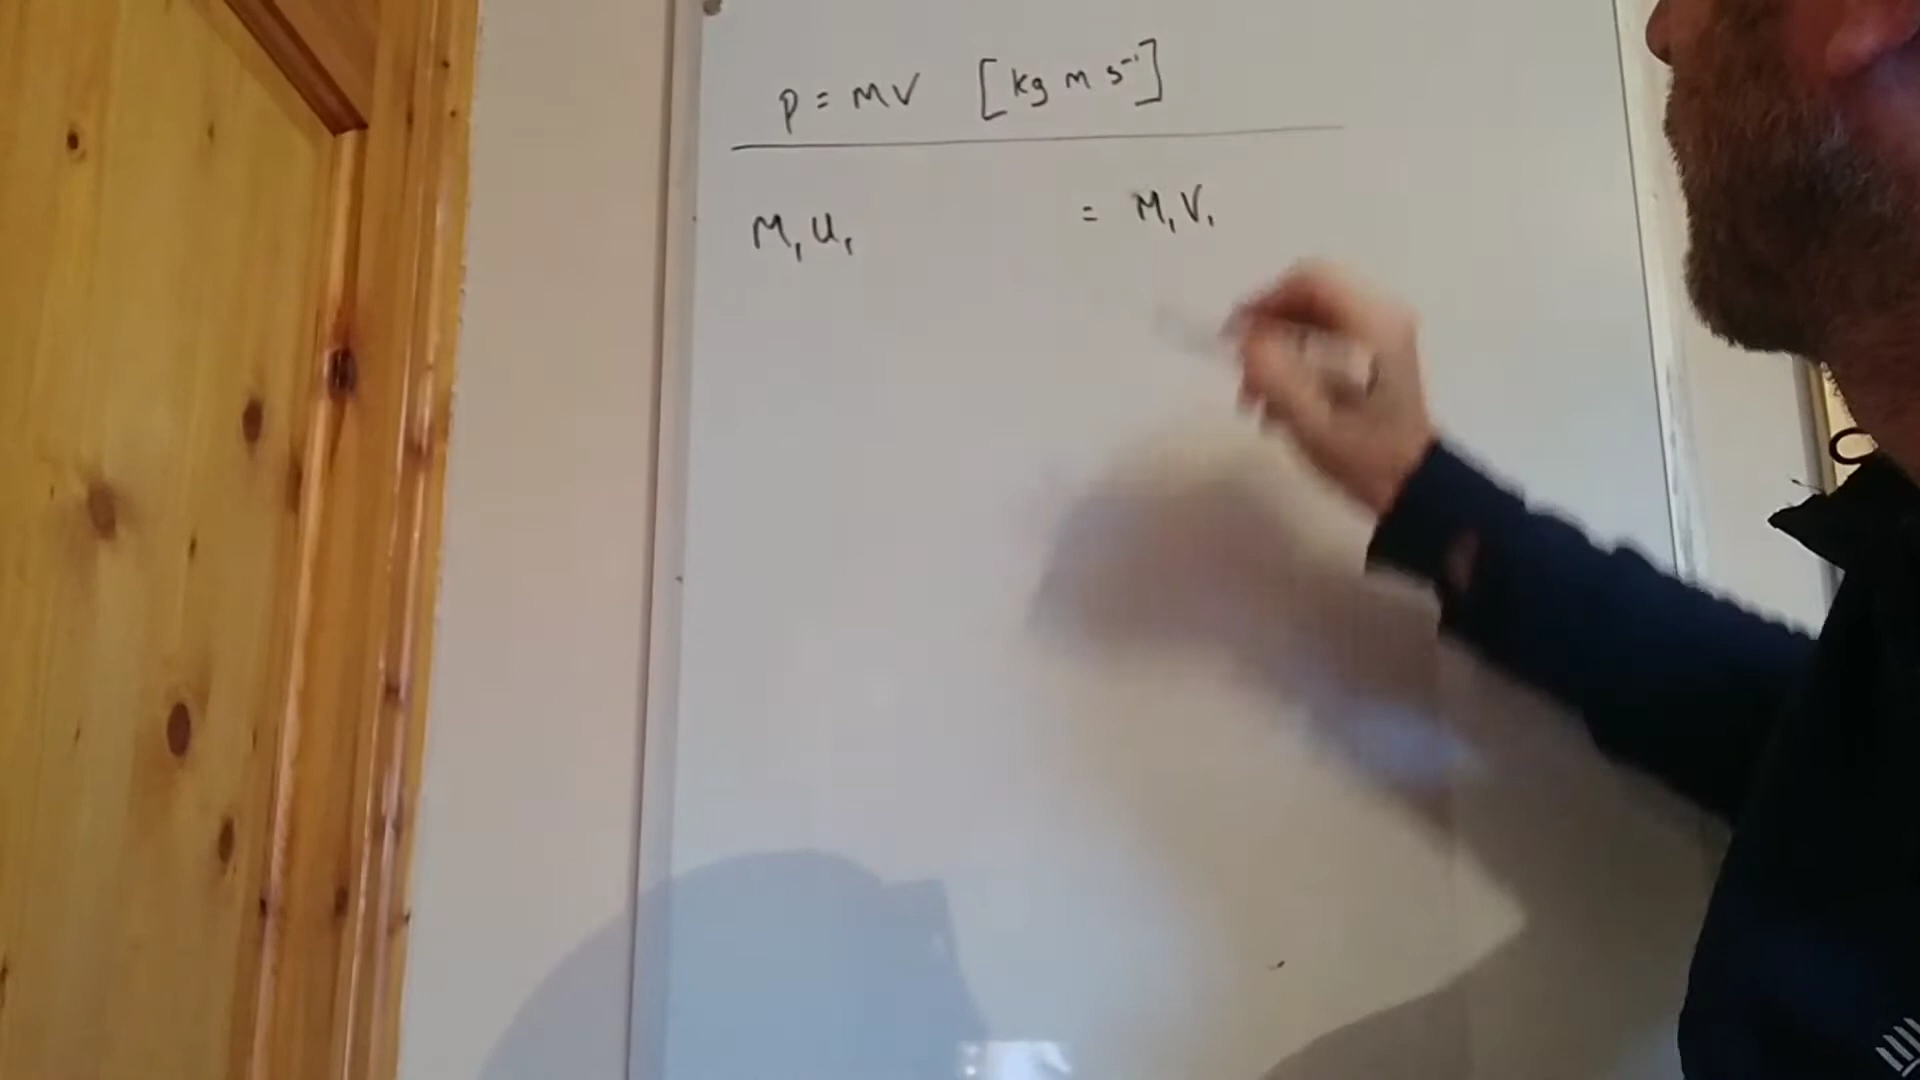 p = mv [kg m s⁻¹]
M₁U₁ = M₁V₁